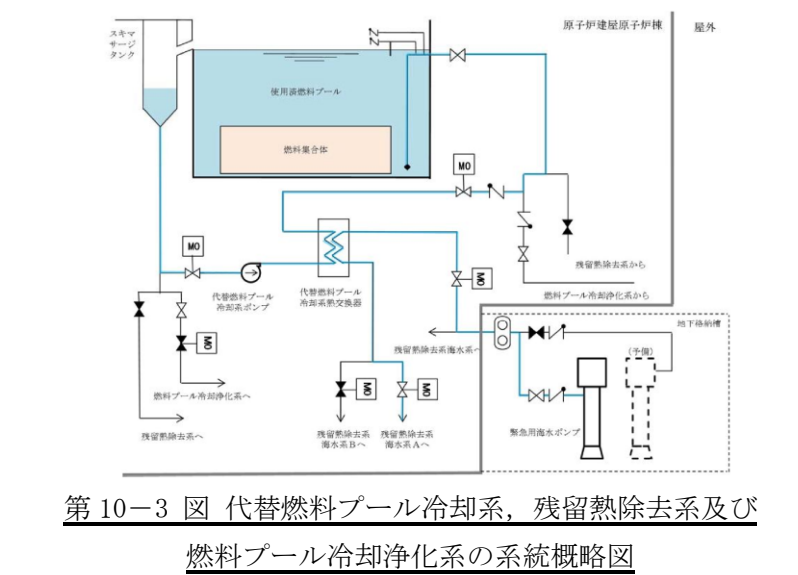 スキマ
サージ
タンク
原子炉建屋原子炉棟
屋外
使用済燃料プール
燃料集合体
MO
MO
残留熱除去系から
燃料プール冷却浄化系から
代替燃料プール
冷却系ポンプ
代替燃料プール
冷却系熱交換器
MO
地下格納槽
残留熱除去系海水系へ
(予備)
MO
MO
MO
燃料プール冷却浄化系へ
残留熱除去系へ
残留熱除去系
海水系Bへ
残留熱除去系
海水系Aへ
緊急用海水ポンプ
第 10-3 図 代替燃料プール冷却系，残留熱除去系及び
燃料プール冷却浄化系の系統概略図